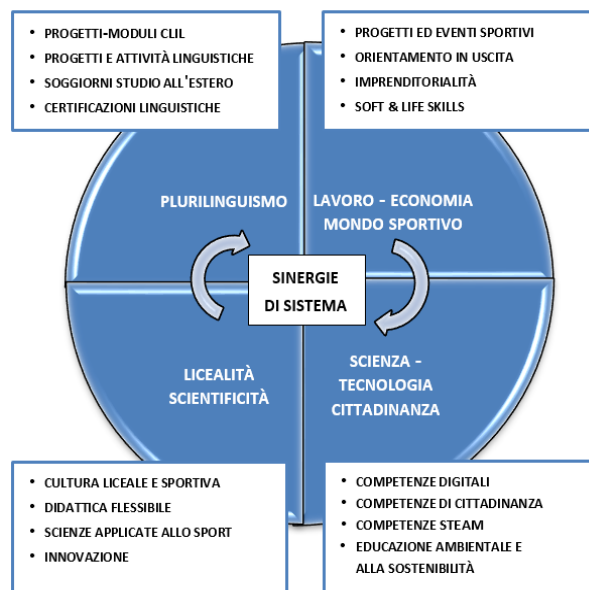 • PROGETTI-MODULI CLIL
• PROGETTI E ATTIVITÀ LINGUISTICHE
• SOGGIORNI STUDIO ALL'ESTERO
• CERTIFICAZIONI LINGUISTICHE
• PROGETTI ED EVENTI SPORTIVI
• ORIENTAMENTO IN USCITA
• IMPRENDITORIALITÀ
• SOFT & LIFE SKILLS
PLURILINGUISMO
LAVORO - ECONOMIA
MONDO SPORTIVO
SINERGIE
DI SISTEMA
LICEALITÀ
SCIENTIFICITÀ
SCIENZA -
TECNOLOGIA
CITTADINANZA
• CULTURA LICEALE E SPORTIVA
• DIDATTICA FLESSIBILE
• SCIENZE APPLICATE ALLO SPORT
• INNOVAZIONE
• COMPETENZE DIGITALI
• COMPETENZE DI CITTADINANZA
• COMPETENZE STEAM
• EDUCAZIONE AMBIENTALE E
ALLA SOSTENIBILITÀ